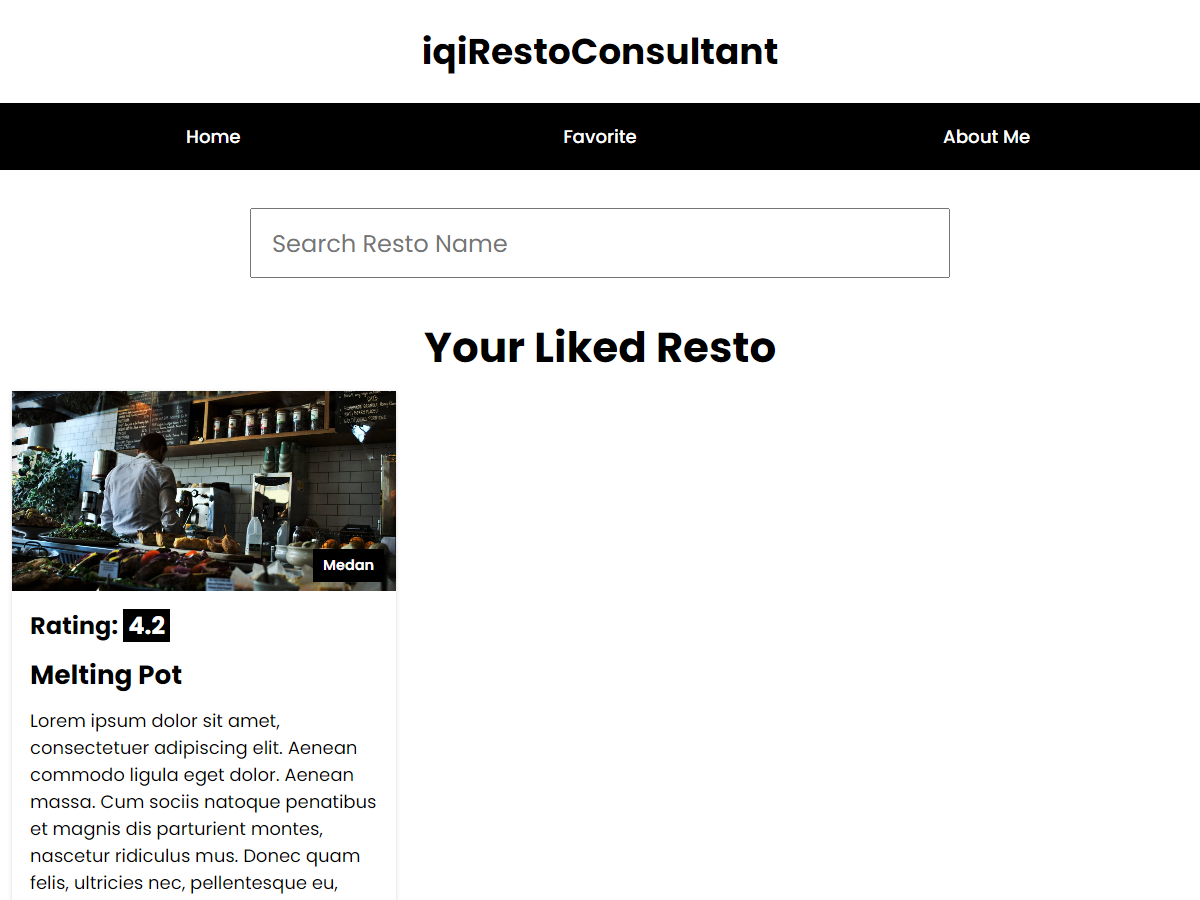 iqiRestoConsultant
Home
Favorite
About Me
Search Resto Name
Your Liked Resto
Medan
Rating: 4.2
Melting Pot
Lorem ipsum dolor sit amet,
consectetuer adipiscing elit. Aenean
commodo ligula eget dolor. Aenean
massa. Cum sociis natoque penatibus
et magnis dis parturient montes,
nascetur ridiculus mus. Donec quam
felis, ultricies nec, pellentesque eu,